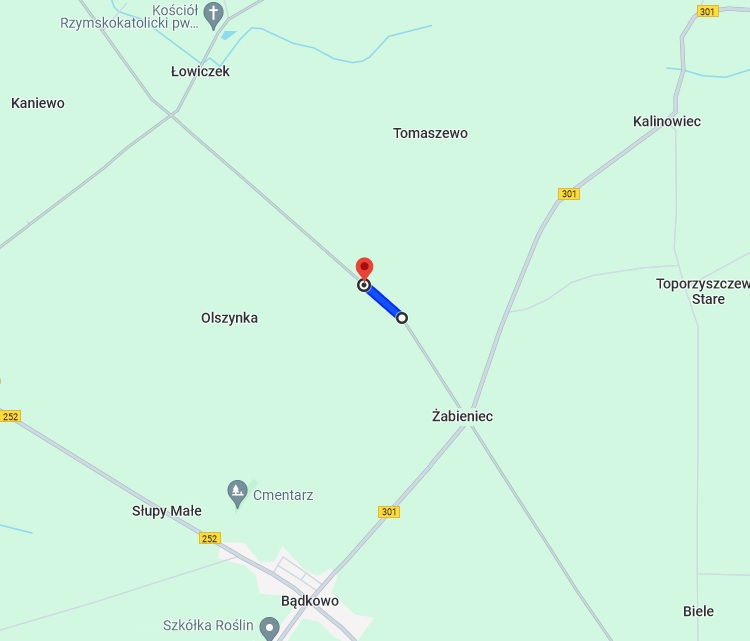 301
Kościół
Rzymskokatolicki pw...
Łowiczek
Kaniewo
Kalinowiec
Tomaszewo
301
Toporzyszczew
Stare
Olszynka
252
Żabieniec
Cmentarz
Słupy Małe
301
252
Bądkowo
Biele
Szkółka Roślin